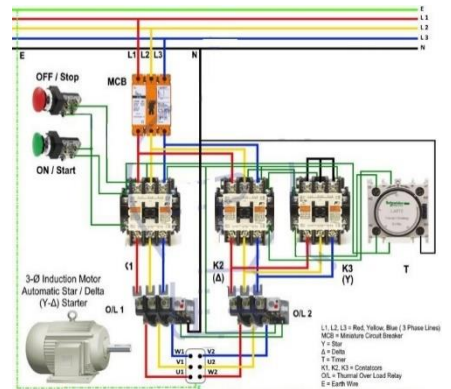 E
L1
L2
L3
N
E
L1 L2 L3
N
OFF / Stop
MCB
ON / Start
K1
K2
(Δ)
K3
(Y)
T
3-Ø Induction Motor
Automatic Star / Delta
(Y-Δ) Starter
O/L 1
O/L 2
W1 V2
V1 U2
U1 W2
L1, L2, L3 = Red, Yellow, Blue ( 3 Phase Lines)
MCB = Miniature Circuit Breaker
Y = Star
Δ = Delta
T = Timer
K1, K2, K3 = Contatcors
O/L = Thurmal Over Load Relay
E = Earth Wire